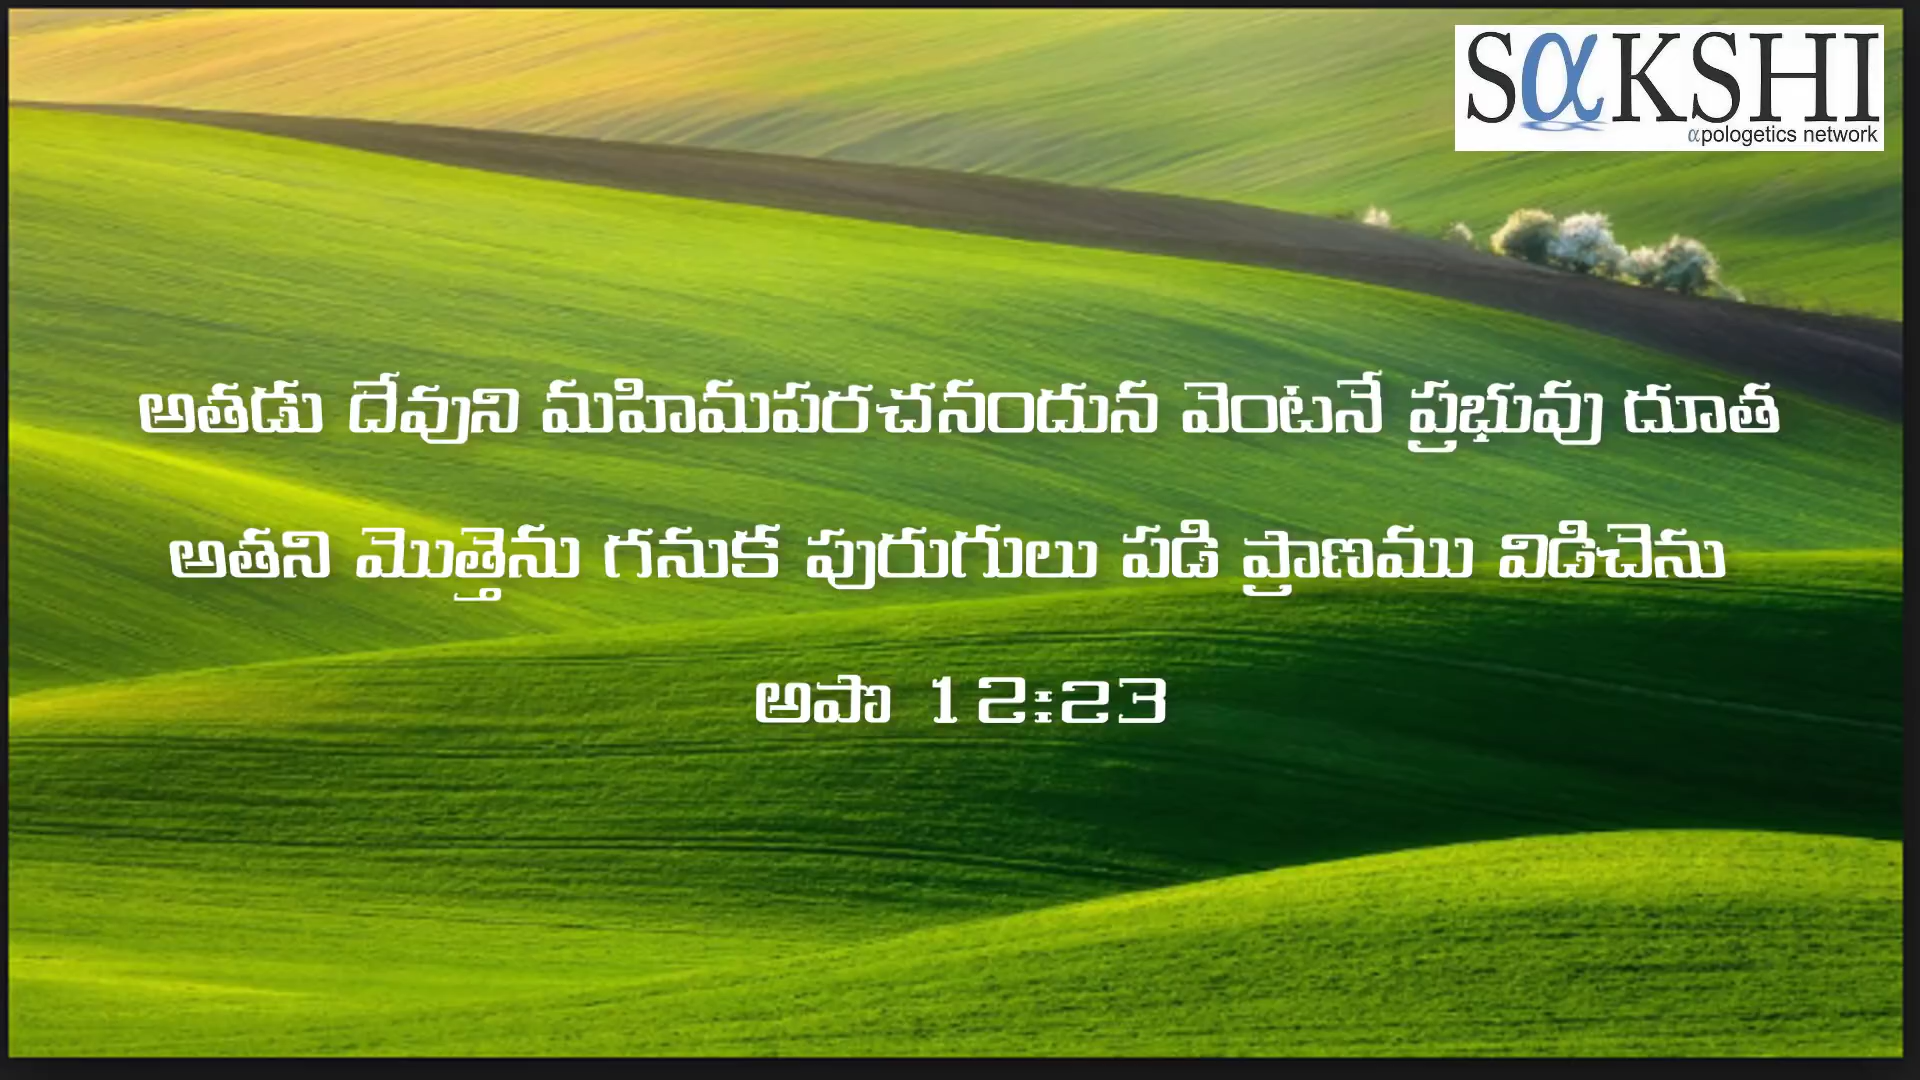 SαKSHI
αpologetics network
అతడు దేవుని మహిమపరచనందున వెంటనే ప్రభువు దూత
అతని మొత్తెను గనుక పురుగులు పడి ప్రాణము విడిచెను
అపొ 12:23